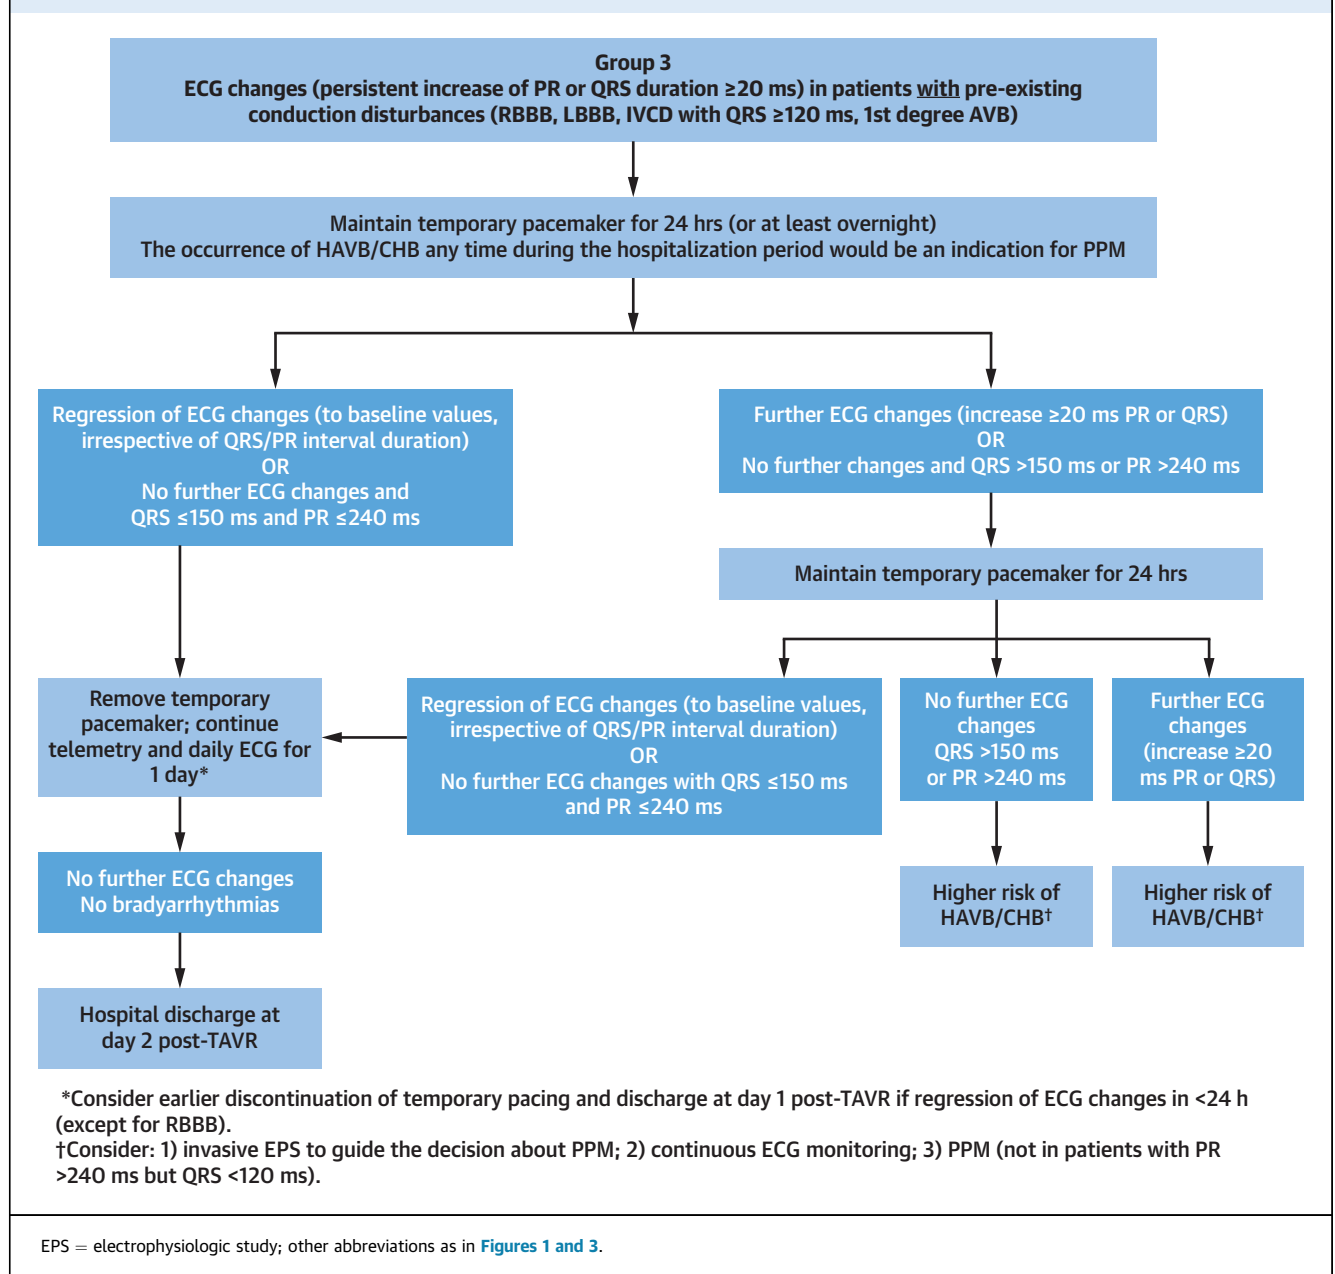 Group 3
ECG changes (persistent increase of PR or QRS duration ≥20 ms) in patients with pre-existing
conduction disturbances (RBBB, LBBB, IVCD with QRS ≥120 ms, 1st degree AVB)
Maintain temporary pacemaker for 24 hrs (or at least overnight)
The occurrence of HAVB/CHB any time during the hospitalization period would be an indication for PPM
Regression of ECG changes (to baseline values,
irrespective of QRS/PR interval duration)
OR
No further ECG changes and
QRS ≤150 ms and PR ≤240 ms
Further ECG changes (increase ≥20 ms PR or QRS)
OR
No further changes and QRS >150 ms or PR >240 ms
Maintain temporary pacemaker for 24 hrs
Remove temporary
pacemaker; continue
telemetry and daily ECG for
1 day*
Regression of ECG changes (to baseline values,
irrespective of QRS/PR interval duration)
OR
No further ECG changes with QRS ≤150 ms
and PR ≤240 ms
No further ECG
changes
QRS >150 ms
or PR >240 ms
Further ECG
changes
(increase ≥20
ms PR or QRS)
No further ECG changes
No bradyarrhythmias
Higher risk of
HAVB/CHB†
Higher risk of
HAVB/CHB†
Hospital discharge at
day 2 post-TAVR
*Consider earlier discontinuation of temporary pacing and discharge at day 1 post-TAVR if regression of ECG changes in <24 h
(except for RBBB).
†Consider: 1) invasive EPS to guide the decision about PPM; 2) continuous ECG monitoring; 3) PPM (not in patients with PR
>240 ms but QRS <120 ms).
EPS = electrophysiologic study; other abbreviations as in Figures 1 and 3.